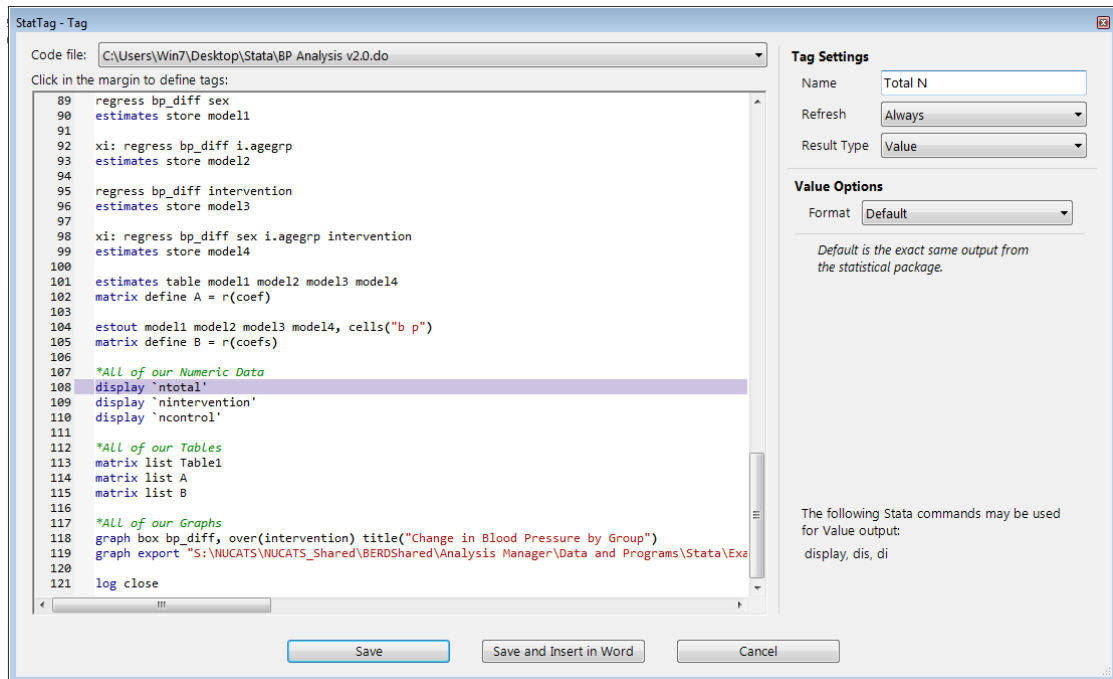 StatTag - Tag
Code file: C:\Users\Win7\Desktop\Stata\BP Analysis v2.0.do
Click in the margin to define tags:
89 regress bp_diff sex
90 estimates store model1
91
92 xi: regress bp_diff i.agegrp
93 estimates store model2
94
95 regress bp_diff intervention
96 estimates store model3
97
98 xi: regress bp_diff sex i.agegrp intervention
99 estimates store model4
100
101 estimates table model1 model2 model3 model4
102 matrix define A = r(coef)
103
104 estout model1 model2 model3 model4, cells("b p")
105 matrix define B = r(coefs)
106
107 *All of our Numeric Data
108 display `ntotal'
109 display `nintervention'
110 display `ncontrol'
111
112 *All of our Tables
113 matrix list Table1
114 matrix list A
115 matrix list B
116
117 *All of our Graphs
118 graph box bp_diff, over(intervention) title("Change in Blood Pressure by Group")
119 graph export "S:\NUCATS\NUCATS_Shared\BERDShared\Analysis Manager\Data and Programs\Stata\Exa
120
121 log close
Tag Settings
Name Total N
Refresh Always
Result Type Value
Value Options
Format Default
Default is the exact same output from
the statistical package.
The following Stata commands may be used
for Value output:
display, dis, di
Save
Save and Insert in Word
Cancel